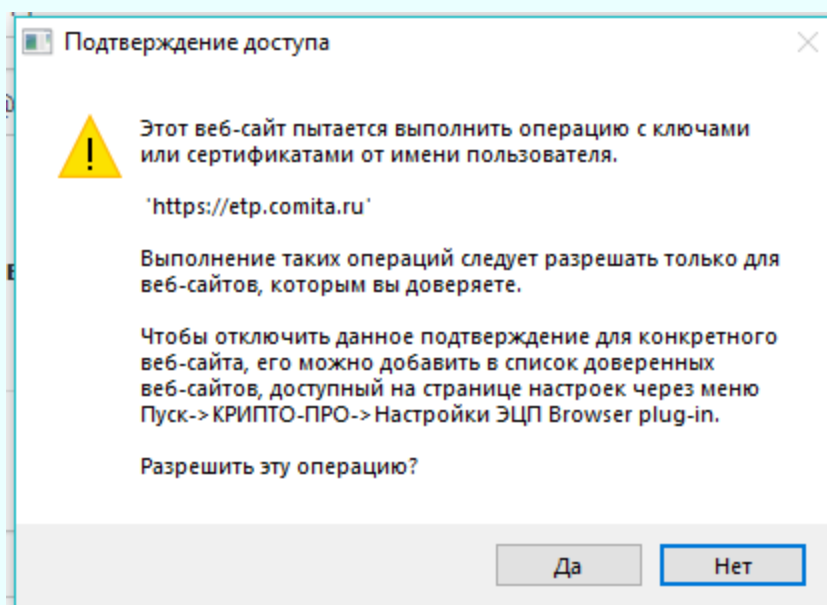 Подтверждение доступа
Этот веб-сайт пытается выполнить операцию с ключами
или сертификатами от имени пользователя.
'https://etp.comita.ru'
Выполнение таких операций следует разрешать только для
веб-сайтов, которым вы доверяете.
Чтобы отключить данное подтверждение для конкретного
веб-сайта, его можно добавить в список доверенных
веб-сайтов, доступный на странице настроек через меню
Пуск->КРИПТО-ПРО->Настройки ЭЦП Browser plug-in.
Разрешить эту операцию?
Да
Нет